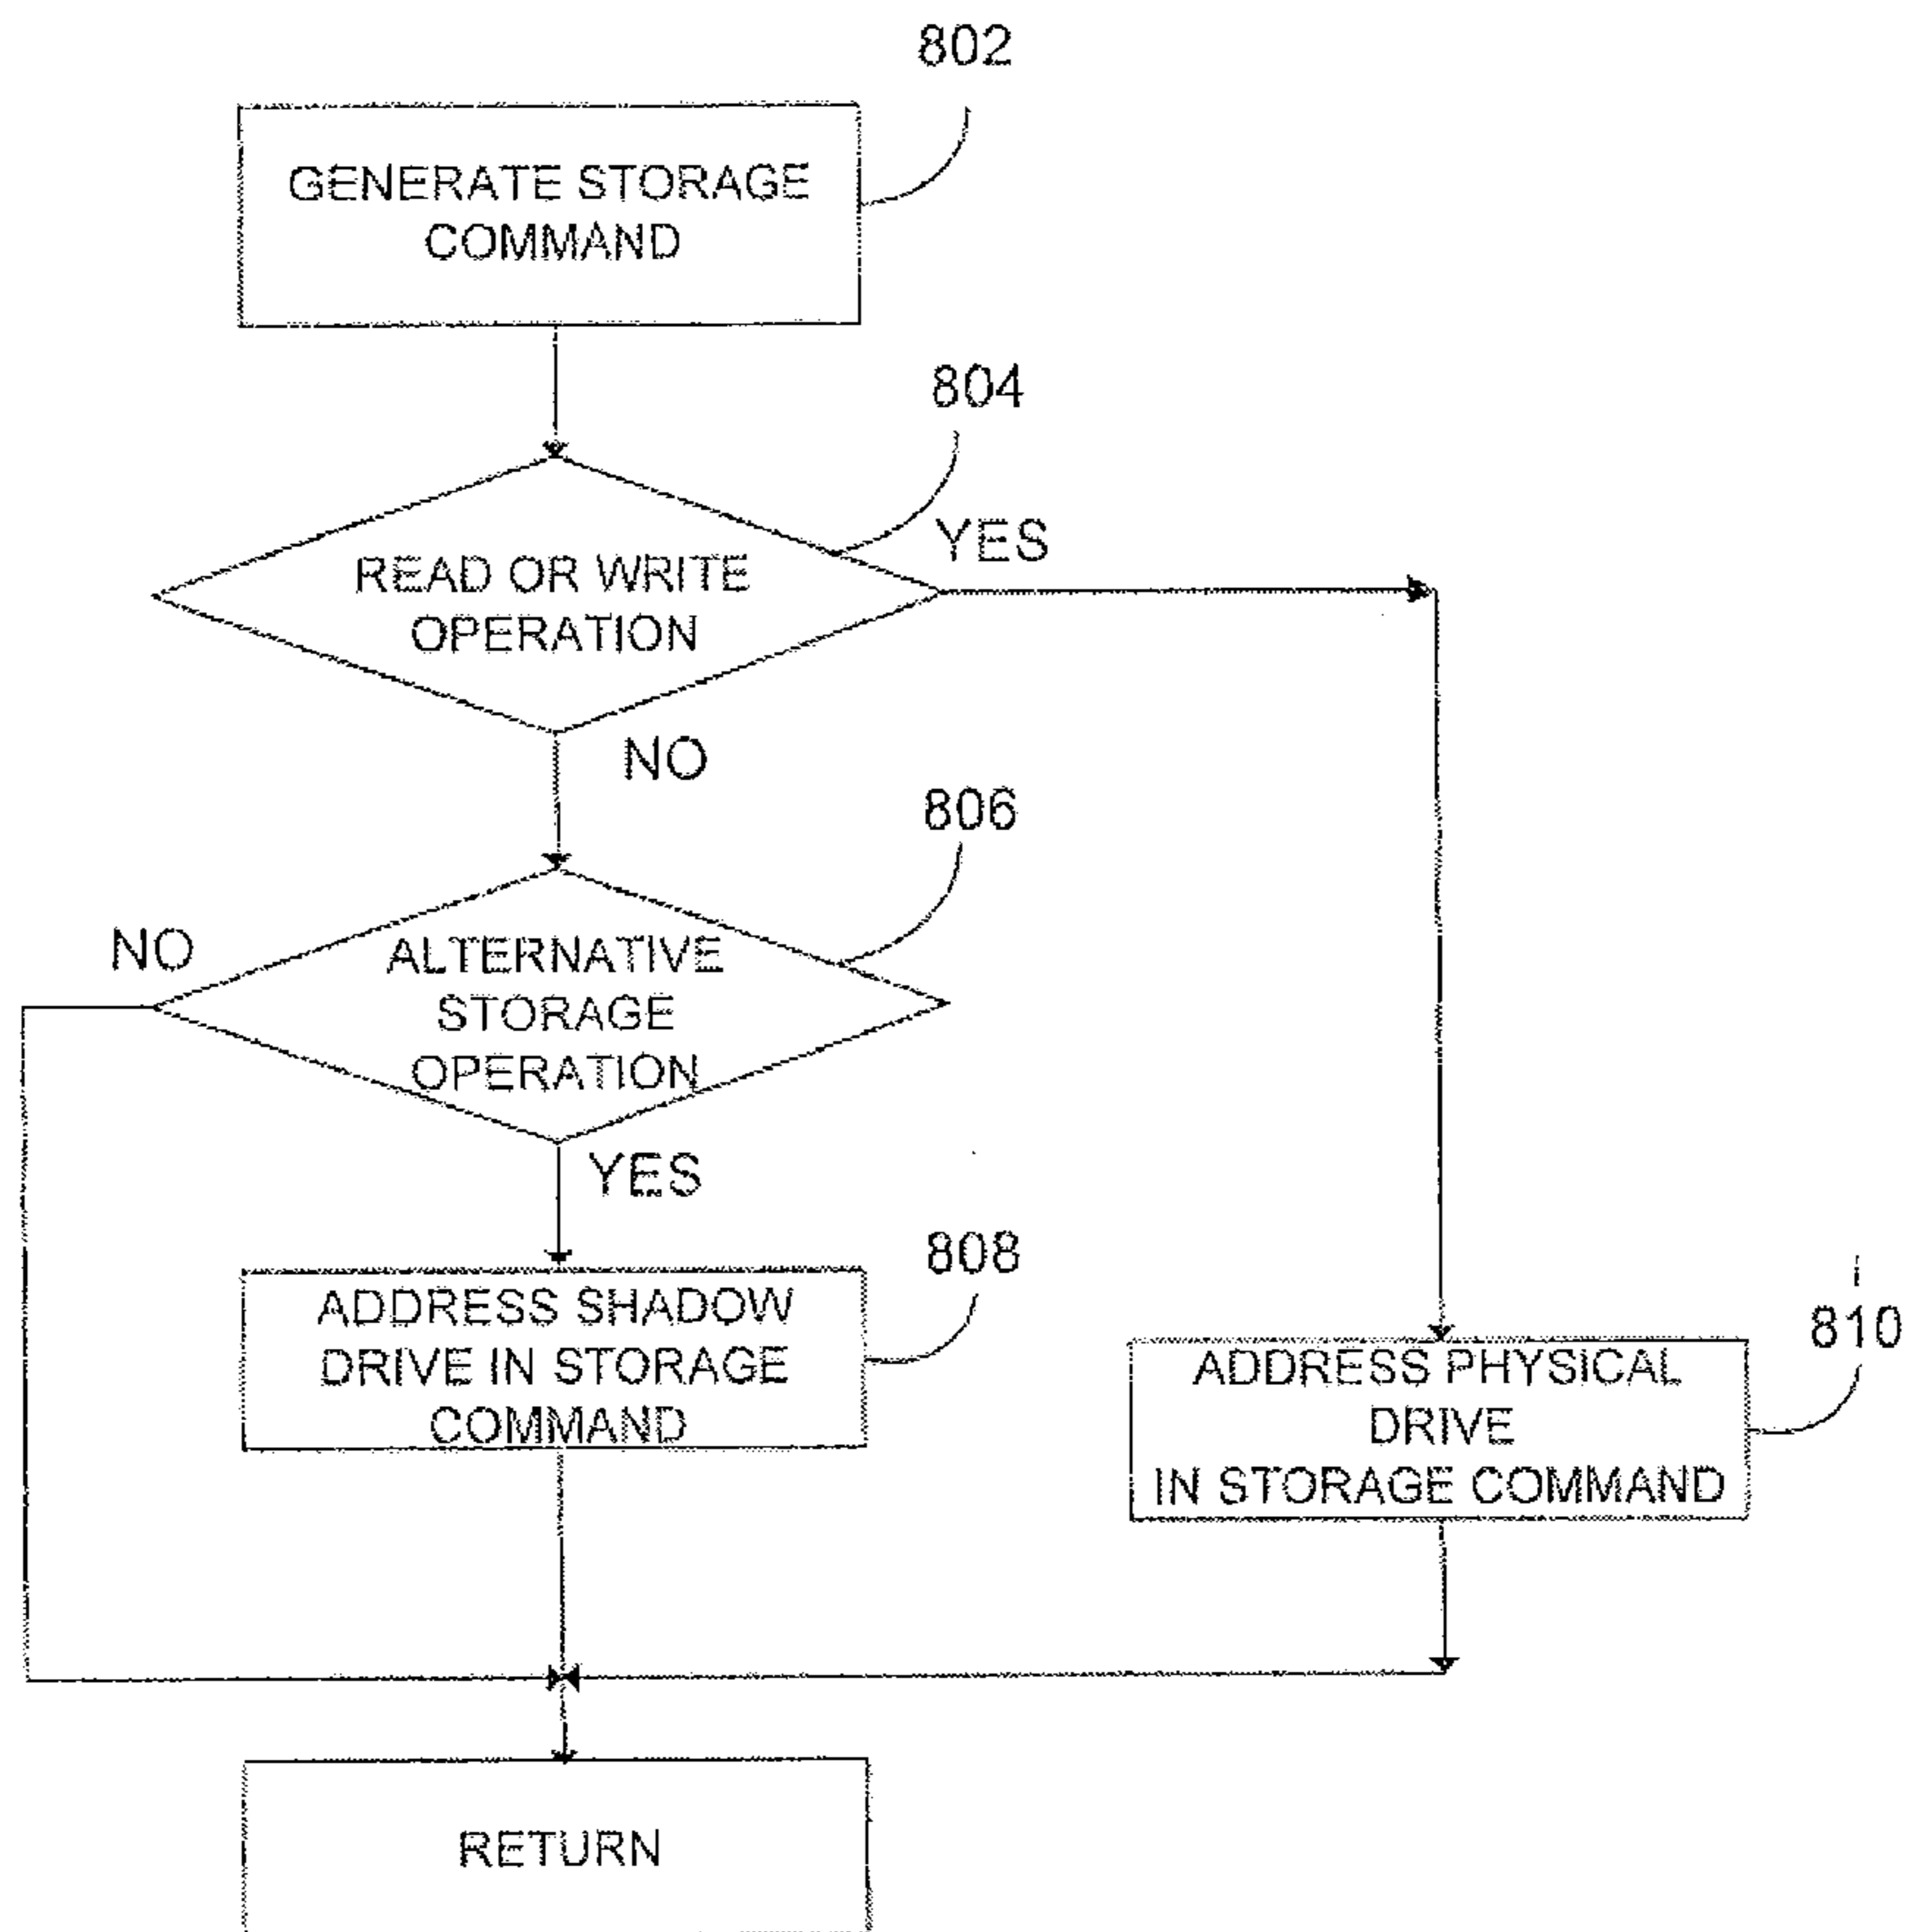 802
GENERATE STORAGE
COMMAND
804
YES
READ OR WRITE
OPERATION
NO
806
NO
ALTERNATIVE
STORAGE
OPERATION
YES
808
ADDRESS SHADOW
DRIVE IN STORAGE
COMMAND
810
ADDRESS PHYSICAL
DRIVE
IN STORAGE COMMAND
RETURN